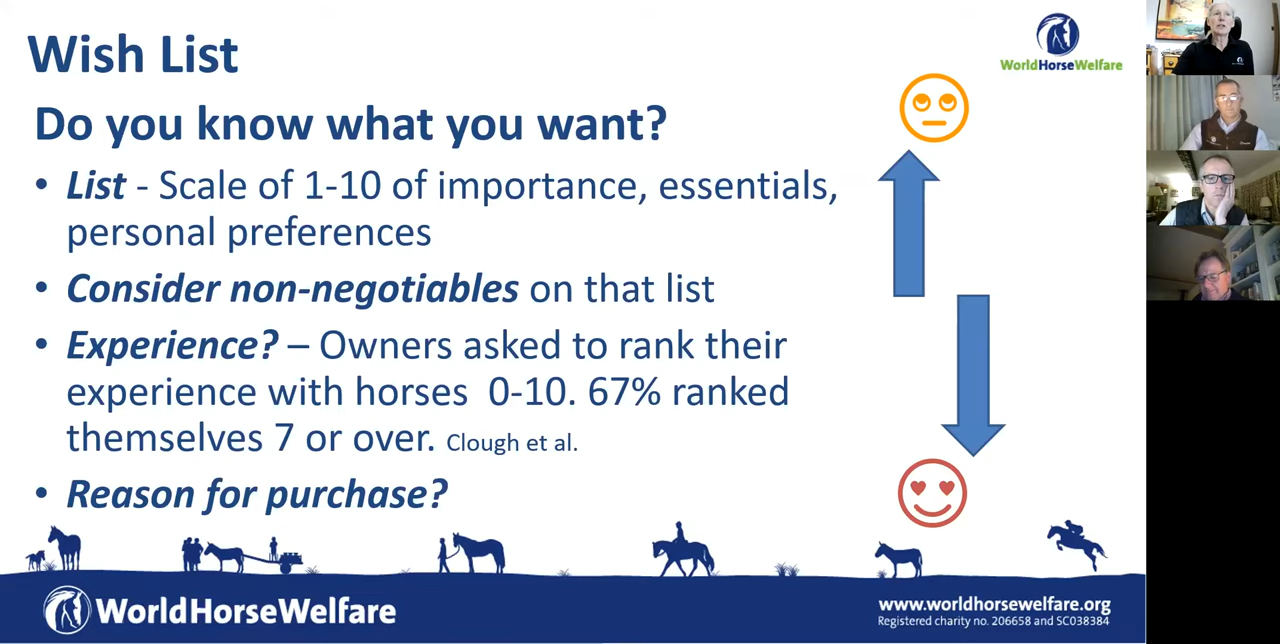 Wish List
WorldHorseWelfare
Do you know what you want?
• List - Scale of 1-10 of importance, essentials,
personal preferences
• Consider non-negotiables on that list
• Experience? – Owners asked to rank their
experience with horses 0-10. 67% ranked
themselves 7 or over. Clough et al.
• Reason for purchase?
WorldHorseWelfare
www.worldhorsewelfare.org
Registered charity no. 206658 and SC038384